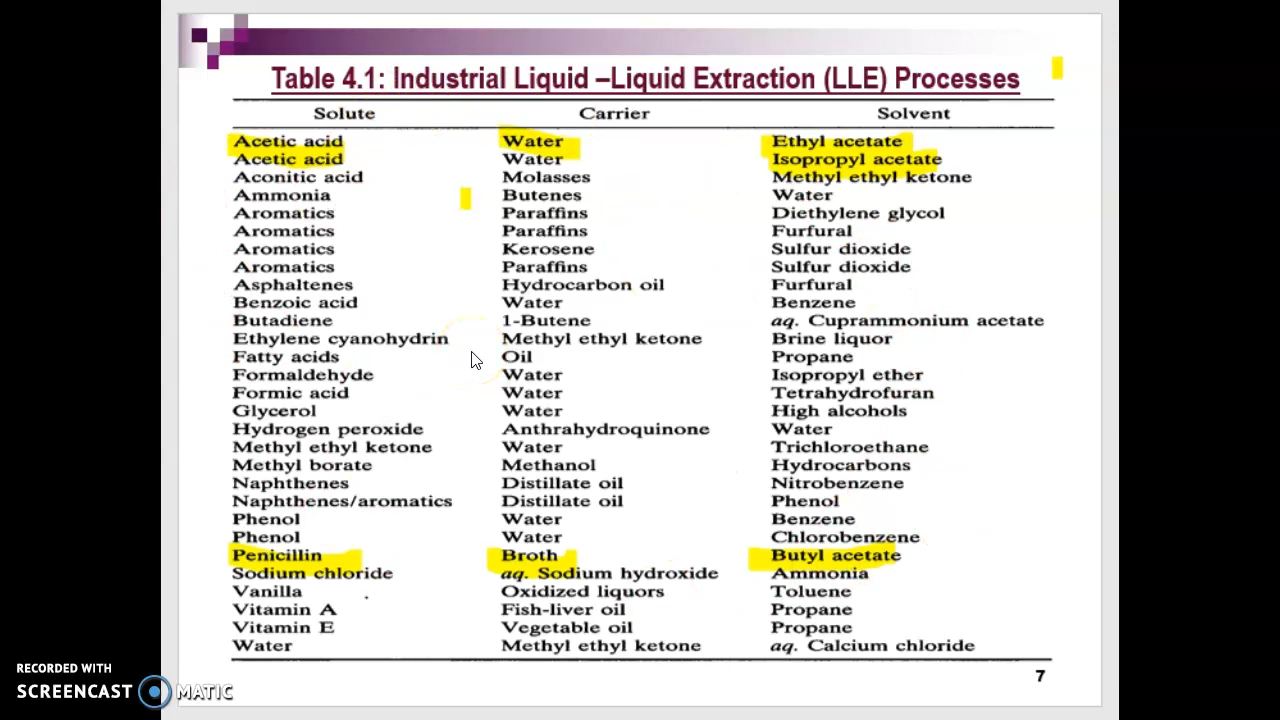 Table 4.1: Industrial Liquid –Liquid Extraction (LLE) Processes
Solute Carrier Solvent
Acetic acid Water Ethyl acetate
Acetic acid Water Isopropyl acetate
Aconitic acid Molasses Methyl ethyl ketone
Ammonia Butenes Water
Aromatics Paraffins Diethylene glycol
Aromatics Paraffins Furfural
Aromatics Kerosene Sulfur dioxide
Aromatics Paraffins Sulfur dioxide
Asphaltenes Hydrocarbon oil Furfural
Benzoic acid Water Benzene
Butadiene 1-Butene aq. Cuprammonium acetate
Ethylene cyanohydrin Methyl ethyl ketone Brine liquor
Fatty acids Oil Propane
Formaldehyde Water Isopropyl ether
Formic acid Water Tetrahydrofuran
Glycerol Water High alcohols
Hydrogen peroxide Anthrahydroquinone Water
Methyl ethyl ketone Water Trichloroethane
Methyl borate Methanol Hydrocarbons
Naphthenes Distillate oil Nitrobenzene
Naphthenes/aromatics Distillate oil Phenol
Phenol Water Benzene
Phenol Water Chlorobenzene
Penicillin Broth Butyl acetate
Sodium chloride aq. Sodium hydroxide Ammonia
Vanilla Oxidized liquors Toluene
Vitamin A Fish-liver oil Propane
Vitamin E Vegetable oil Propane
Water Methyl ethyl ketone aq. Calcium chloride
7
RECORDED WITH
SCREENCAST MATIC